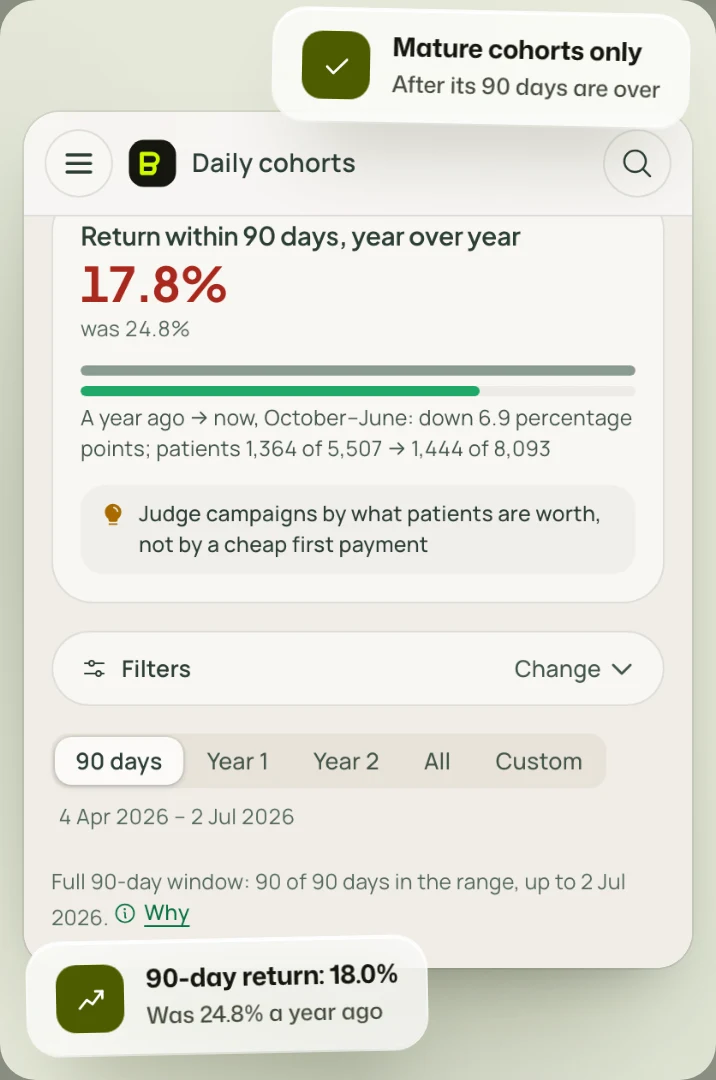 Mature cohorts only
After its 90 days are over
B
Daily cohorts
Return within 90 days, year over year
17.8%
was 24.8%
A year ago → now, October–June: down 6.9 percentage
points; patients 1,364 of 5,507 → 1,444 of 8,093
Judge campaigns by what patients are worth,
not by a cheap first payment
Filters
Change
90 days
Year 1
Year 2
All
Custom
4 Apr 2026 – 2 Jul 2026
Full 90-day window: 90 of 90 days in the range, up to 2 Jul
2026. Why
90-day return: 18.0%
Was 24.8% a year ago